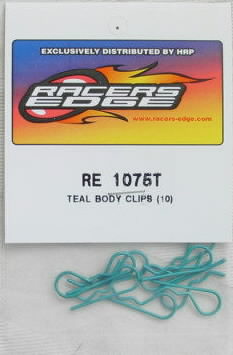 EXCLUSIVELY DISTRIBUTED BY HRP
RACERS
EDGE
www.racers-edge.com
RE 1075T
TEAL BODY CLIPS (10)